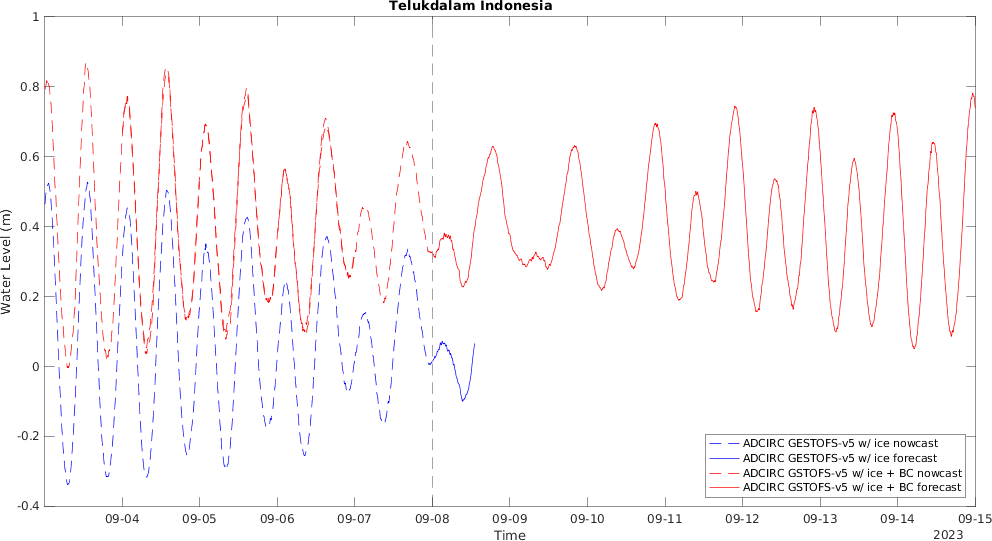 Telukdalam Indonesia
1
0.8
0.6
0.4
0.2
0
-0.2
-0.4
Water Level (m)
ADCIRC GESTOFS-v5 w/ ice nowcast
ADCIRC GESTOFS-v5 w/ ice forecast
ADCIRC GSTOFS-v5 w/ ice + BC nowcast
ADCIRC GSTOFS-v5 w/ ice + BC forecast
09-04 09-05 09-06 09-07 09-08 09-09 09-10 09-11 09-12 09-13 09-14 09-15
Time
2023